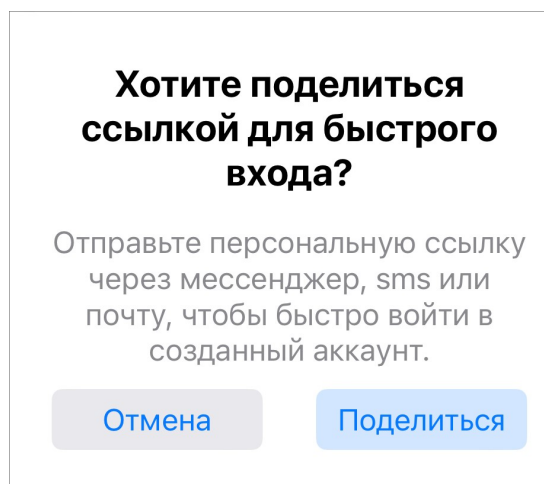 Хотите поделиться
ссылкой для быстрого
входа?
Отправьте персональную ссылку
через мессенджер, sms или
почту, чтобы быстро войти в
созданный аккаунт.
Отмена
Поделиться